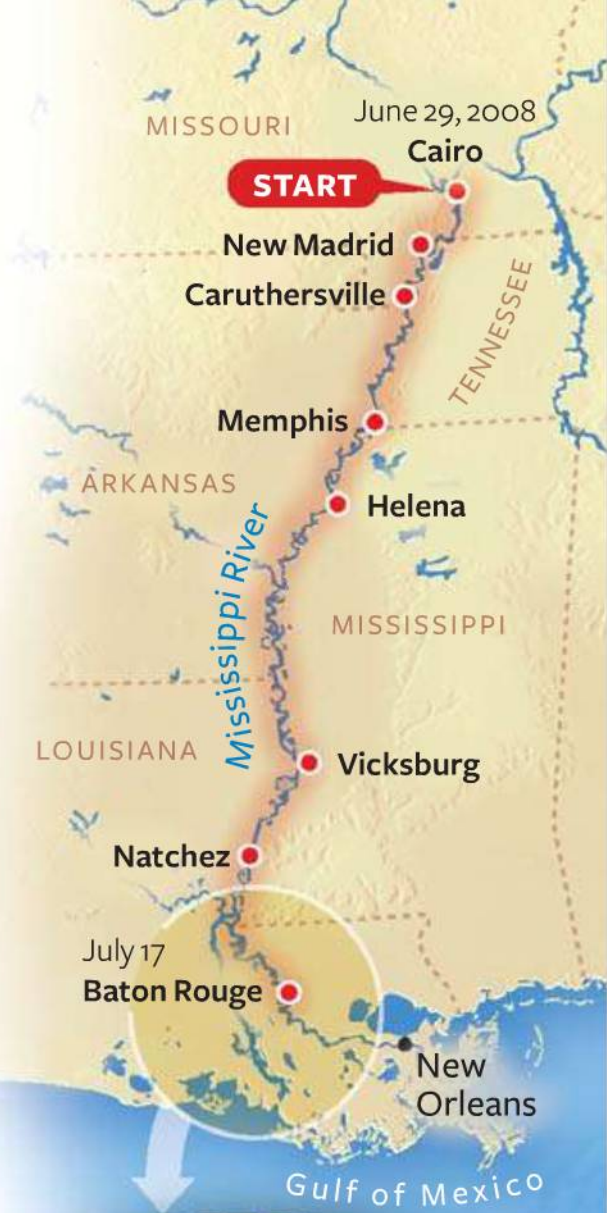 June 29, 2008
MISSOURI
Cairo
START
New Madrid
Caruthersville
TENNESSEE
Memphis
ARKANSAS
Helena
Mississippi River
MISSISSIPPI
LOUISIANA
Vicksburg
Natchez
July 17
Baton Rouge
New
Orleans
Gulf of Mexico